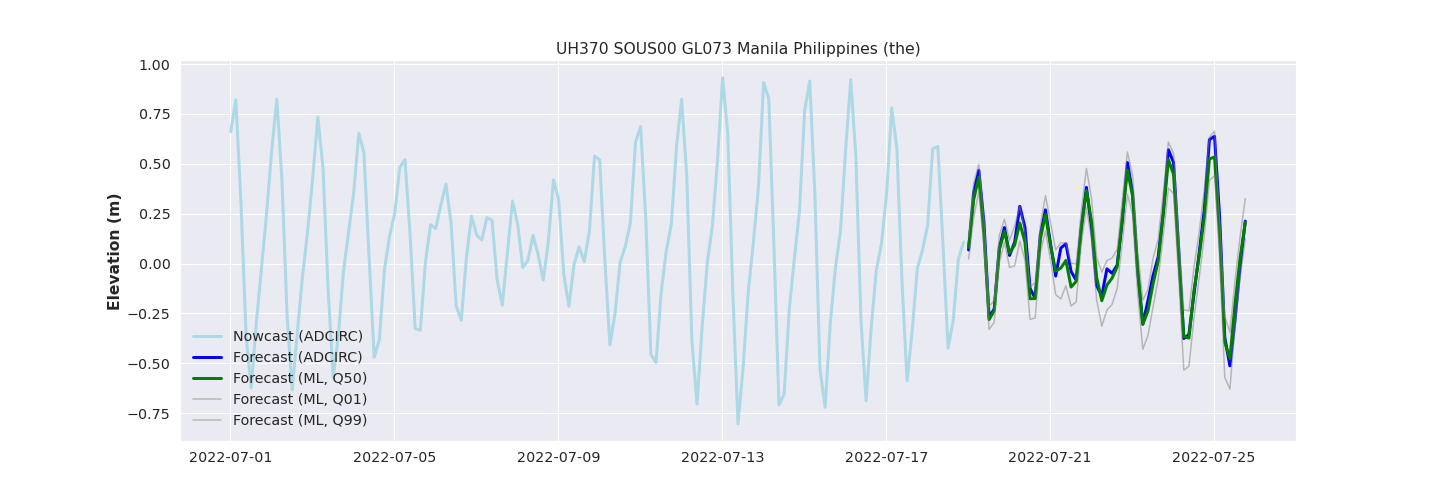 UH370 SOUS00 GL073 Manila Philippines (the)
1.00
0.75
0.50
0.25
0.00
−0.25
−0.50
−0.75
Elevation (m)
Nowcast (ADCIRC)
Forecast (ADCIRC)
Forecast (ML, Q50)
Forecast (ML, Q01)
Forecast (ML, Q99)
2022-07-01 2022-07-05 2022-07-09 2022-07-13 2022-07-17 2022-07-21 2022-07-25